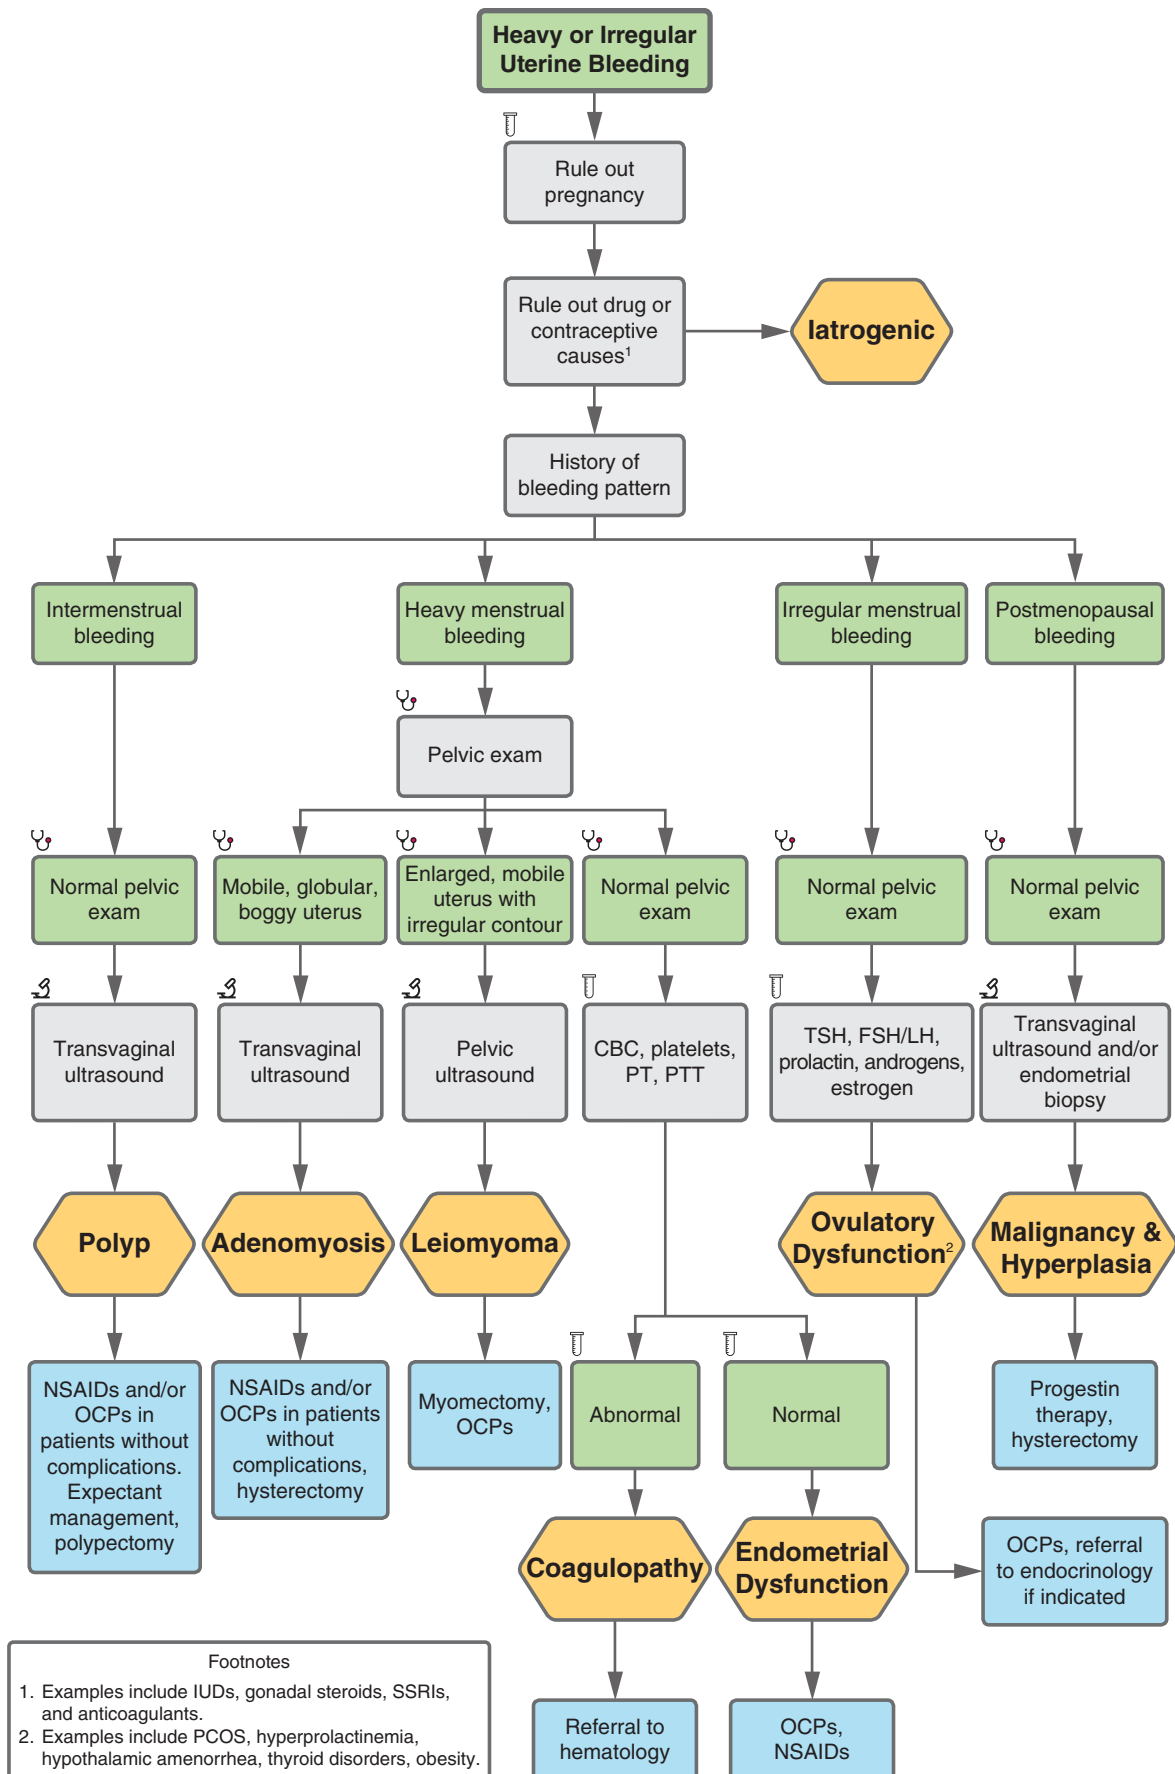 Heavy or Irregular
Uterine Bleeding
Rule out
pregnancy
Rule out drug or
contraceptive
causes1
Iatrogenic
History of
bleeding pattern
Intermenstrual
bleeding
Heavy menstrual
bleeding
Irregular menstrual
bleeding
Postmenopausal
bleeding
Pelvic exam
Normal pelvic
exam
Mobile, globular,
boggy uterus
Enlarged, mobile
uterus with
irregular contour
Normal pelvic
exam
Normal pelvic
exam
Normal pelvic
exam
Transvaginal
ultrasound
Transvaginal
ultrasound
Pelvic
ultrasound
CBC, platelets,
PT, PTT
TSH, FSH/LH,
prolactin, androgens,
estrogen
Transvaginal
ultrasound and/or
endometrial
biopsy
Polyp
Adenomyosis
Leiomyoma
Ovulatory
Dysfunction2
Malignancy &
Hyperplasia
NSAIDs and/or
OCPs in
patients without
complications.
Expectant
management,
polypectomy
NSAIDs and/or
OCPs in patients
without
complications,
hysterectomy
Myomectomy,
OCPs
Abnormal
Normal
Progestin
therapy,
hysterectomy
Coagulopathy
Endometrial
Dysfunction
OCPs, referral
to endocrinology
if indicated
Referral to
hematology
OCPs,
NSAIDs
Footnotes
1. Examples include IUDs, gonadal steroids, SSRIs,
and anticoagulants.
2. Examples include PCOS, hyperprolactinemia,
hypothalamic amenorrhea, thyroid disorders, obesity.